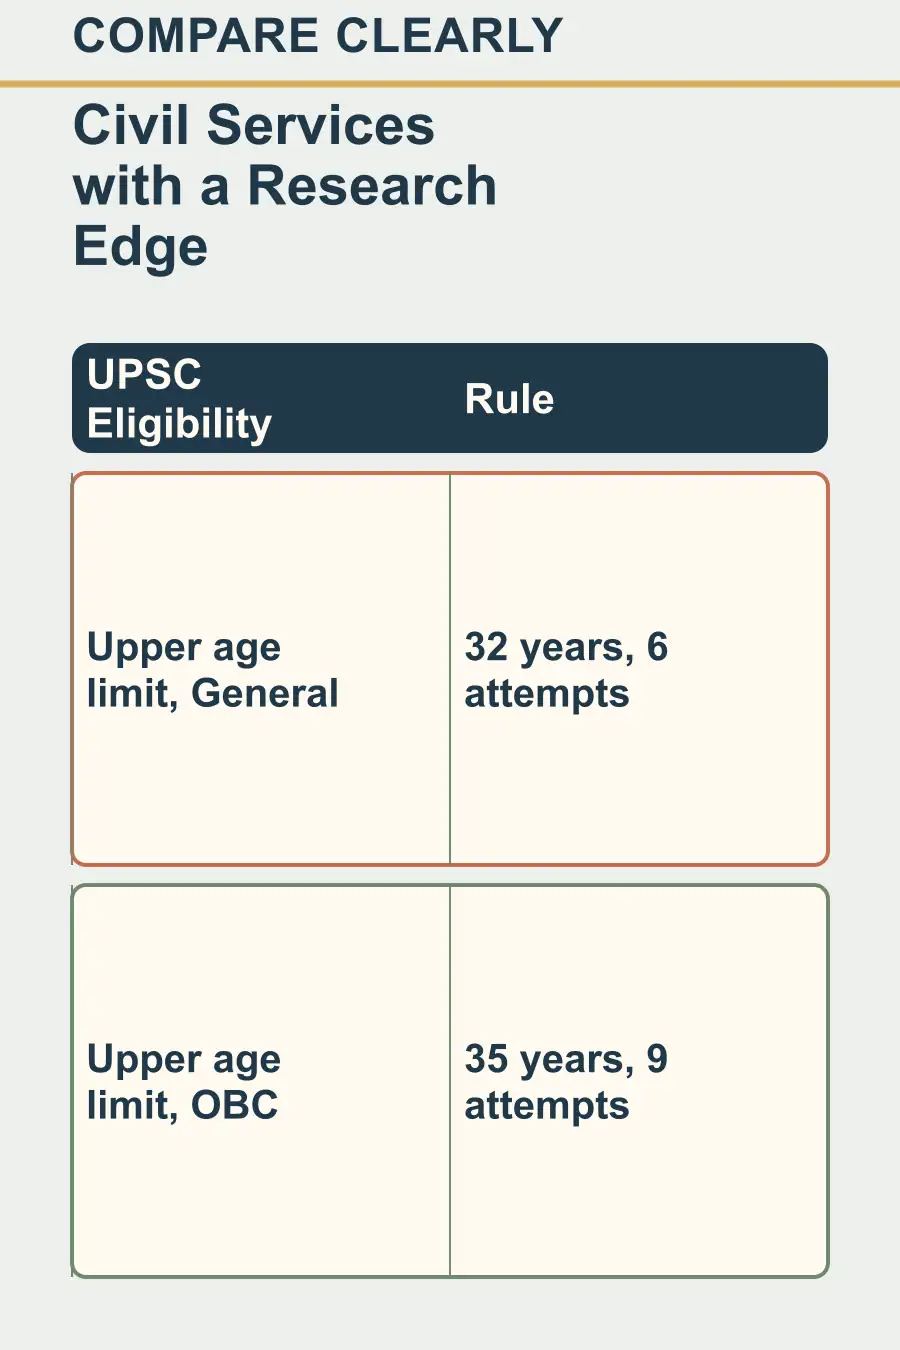 COMPARE CLEARLY
Civil Services
with a Research
Edge
UPSC
Eligibility
Rule
Upper age
limit, General
32 years, 6
attempts
Upper age
limit, OBC
35 years, 9
attempts